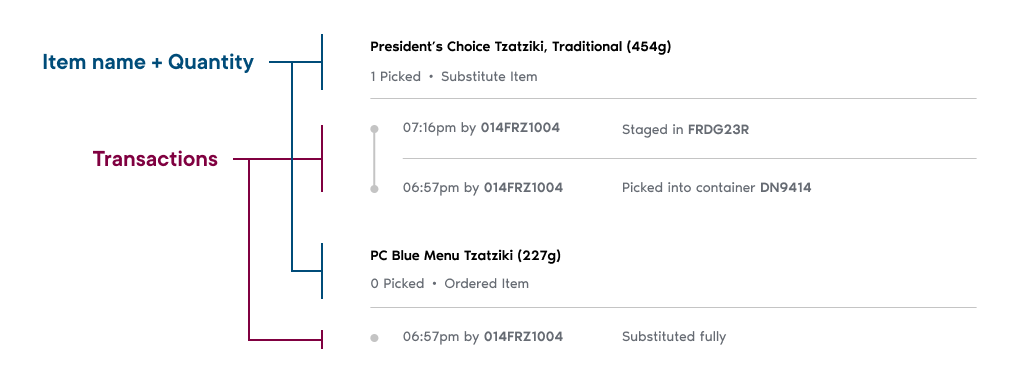 President's Choice Tzatziki, Traditional (454g)
Item name + Quantity
1 Picked • Substitute Item
07:16pm by 014FRZ1004 Staged in FRDG23R
Transactions
06:57pm by 014FRZ1004 Picked into container DN9414
PC Blue Menu Tzatziki (227g)
0 Picked • Ordered Item
06:57pm by 014FRZ1004 Substituted fully